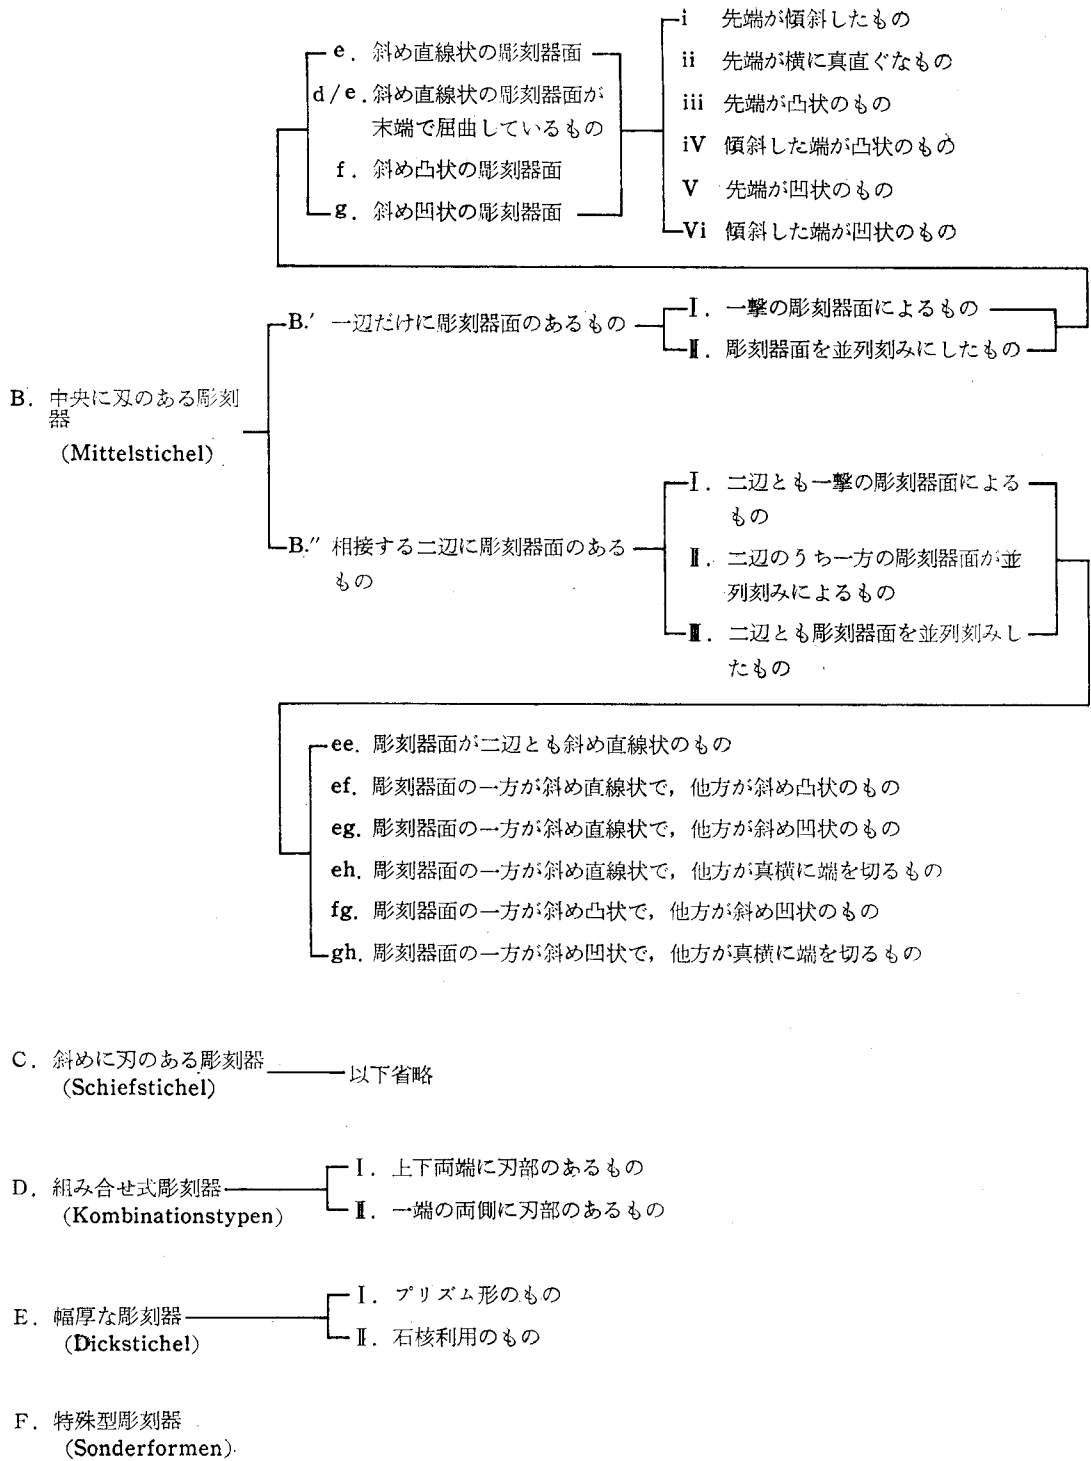 e．斜め直線状の彫刻器面
d/e．斜め直線状の彫刻器面が
末端で屈曲しているもの
f．斜め凸状の彫刻器面
g．斜め凹状の彫刻器面
i 先端が傾斜したもの
ii 先端が横に真直ぐなもの
iii 先端が凸状のもの
iV 傾斜した端が凸状のもの
V 先端が凹状のもの
Vi 傾斜した端が凹状のもの
B．中央に刃のある彫刻
器
(Mittelstichel)
B.′ 一辺だけに彫刻器面のあるもの
Ⅰ．一撃の彫刻器面によるもの
Ⅱ．彫刻器面を並列刻みにしたもの
B.″ 相接する二辺に彫刻器面のある
もの
Ⅰ．二辺とも一撃の彫刻器面による
もの
Ⅱ．二辺のうち一方の彫刻器面が並
列刻みによるもの
Ⅲ．二辺とも彫刻器面を並列刻みし
たもの
ee．彫刻器面が二辺とも斜め直線状のもの
ef．彫刻器面の一方が斜め直線状で，他方が斜め凸状のもの
eg．彫刻器面の一方が斜め直線状で，他方が斜め凹状のもの
eh．彫刻器面の一方が斜め直線状で，他方が真横に端を切るもの
fg．彫刻器面の一方が斜め凸状で，他方が斜め凹状のもの
gh．彫刻器面の一方が斜め凹状で，他方が真横に端を切るもの
C．斜めに刃のある彫刻器
(Schiefstichel)
以下省略
D．組み合せ式彫刻器
(Kombinationstypen)
Ⅰ．上下両端に刃部のあるもの
Ⅱ．一端の両側に刃部のあるもの
E．幅厚な彫刻器
(Dickstichel)
Ⅰ．プリズム形のもの
Ⅱ．石核利用のもの
F．特殊型彫刻器
(Sonderformen)